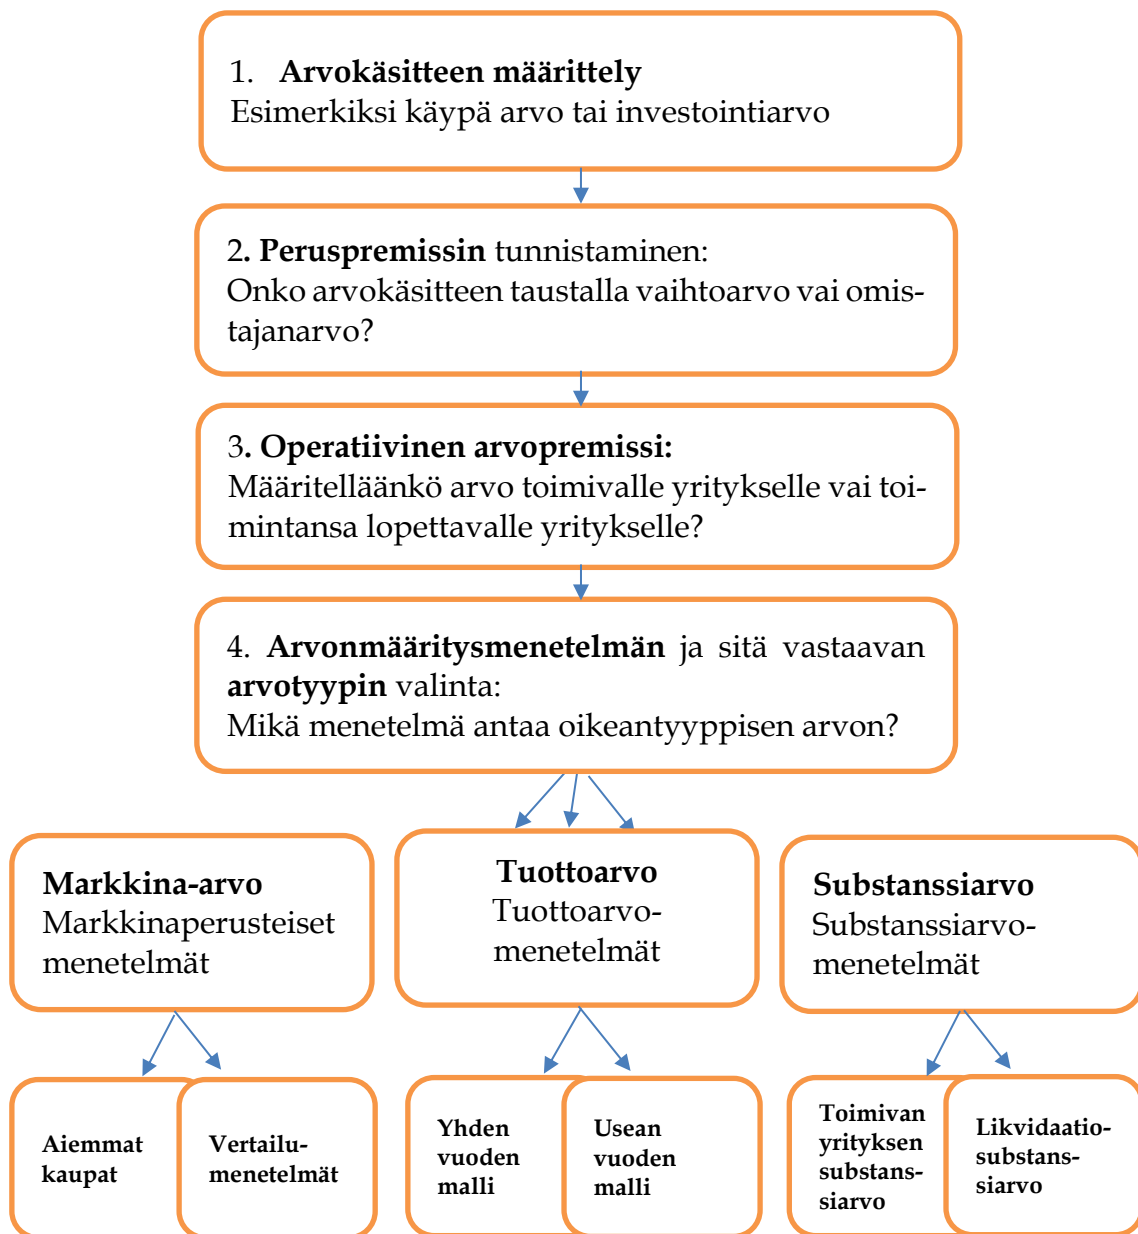 1. Arvokäsitteen määrittely
Esimerkiksi käypä arvo tai investointiarvo
2. Peruspremissin tunnistaminen:
Onko arvokäsitteen taustalla vaihtoarvo vai omis-
tajanarvo?
3. Operatiivinen arvopremissi:
Määritelläänkö arvo toimivalle yritykselle vai toi-
mintansa lopettavalle yritykselle?
4. Arvonmääritysmenetelmän ja sitä vastaavan
arvotyypin valinta:
Mikä menetelmä antaa oikeantyyppisen arvon?
Markkina-arvo
Markkinaperusteiset
menetelmät
Tuottoarvo
Tuottoarvo-
menetelmät
Substanssiarvo
Substanssiarvo-
menetelmät
Aiemmat
kaupat
Vertailu-
menetelmät
Yhden
vuoden
malli
Usean
vuoden
malli
Toimivan
yrityksen
substans-
siarvo
Likvidaatio-
substans-
siarvo